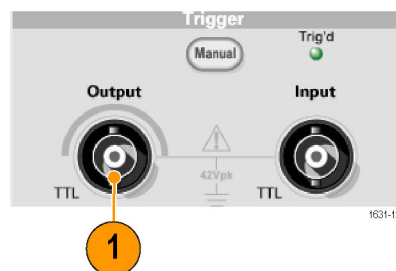 Trigger
Manual
Trig'd
Output
Input
TTL
42Vpk
TTL
1631-1
1